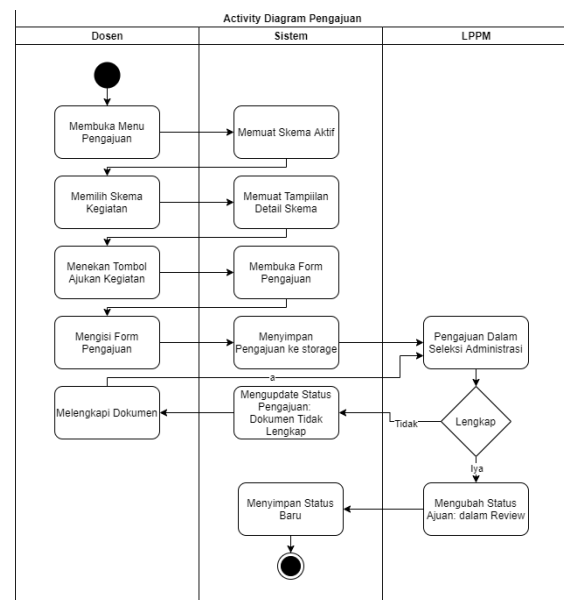 Activity Diagram Pengajuan
Dosen
Sistem
LPPM
Membuka Menu
Pengajuan
Memuat Skema Aktif
Memilih Skema
Kegiatan
Memuat Tampiilan
Detail Skema
Menekan Tombol
Ajukan Kegiatan
Membuka Form
Pengajuan
Mengisi Form
Pengajuan
Menyimpan
Pengajuan ke storage
Pengajuan Dalam
Seleksi Administrasi
a
Melengkapi Dokumen
Mengupdate Status
Pengajuan:
Dokumen Tidak
Lengkap
Tidak
Lengkap
Iya
Menyimpan Status
Baru
Mengubah Status
Ajuan: dalam Review